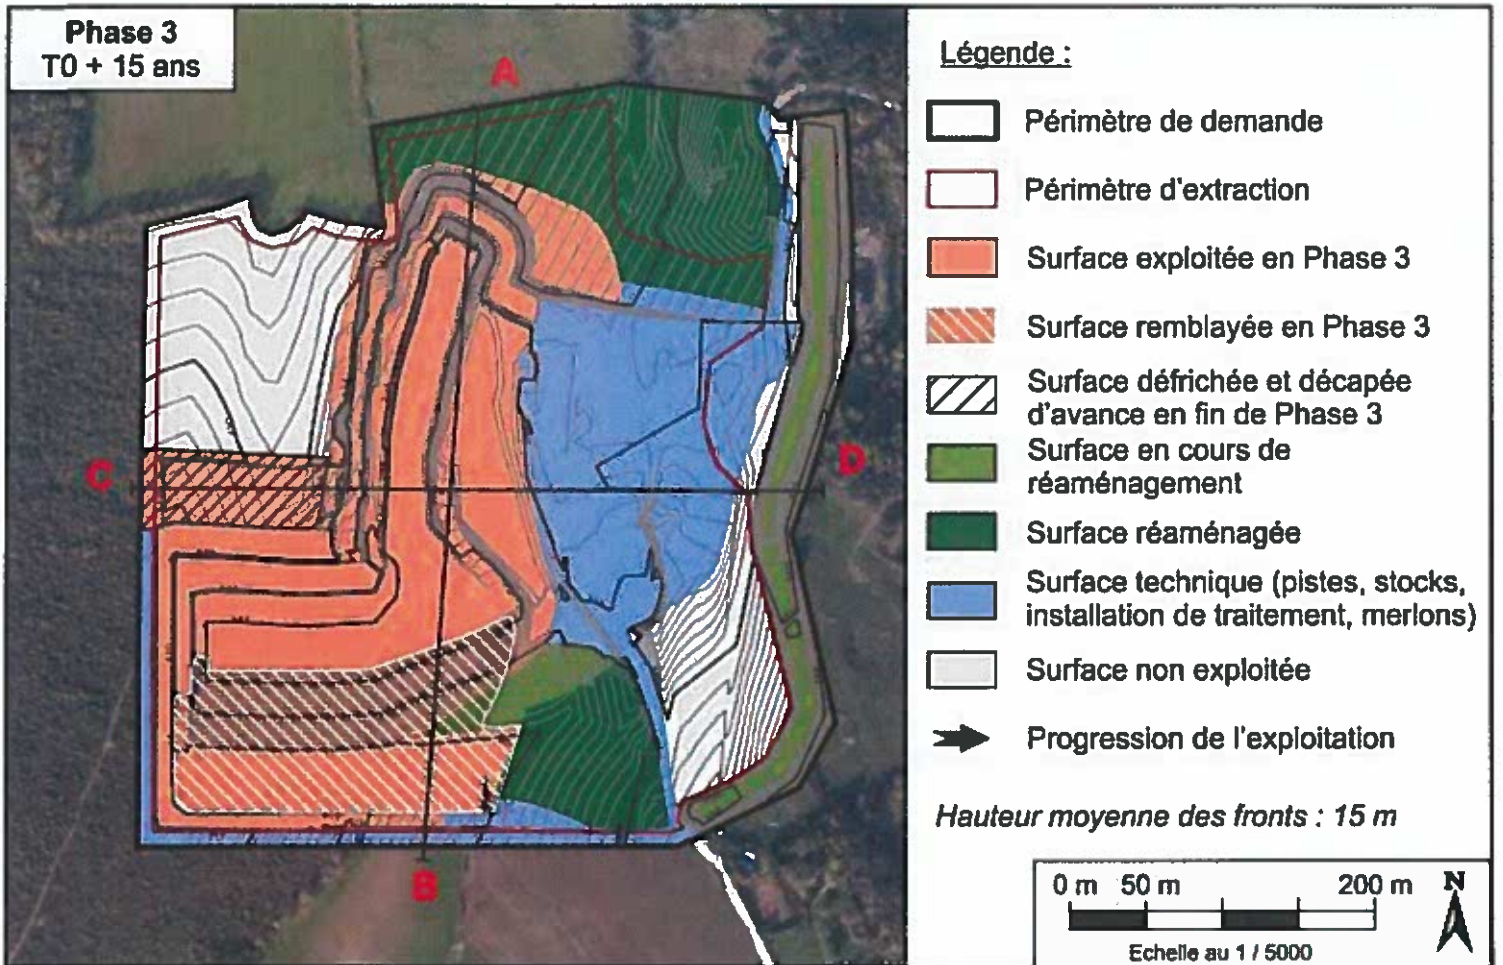 Phase 3
T0 + 15 ans
A
C
D
B
Légende :
Périmètre de demande
Périmètre d'extraction
Surface exploitée en Phase 3
Surface remblayée en Phase 3
Surface défrichée et décapée
d'avance en fin de Phase 3
Surface en cours de
réaménagement
Surface réaménagée
Surface technique (pistes, stocks,
installation de traitement, merlons)
Surface non exploitée
Progression de l'exploitation
Hauteur moyenne des fronts : 15 m
0 m 50 m 200 m N
Echelle au 1 / 5000